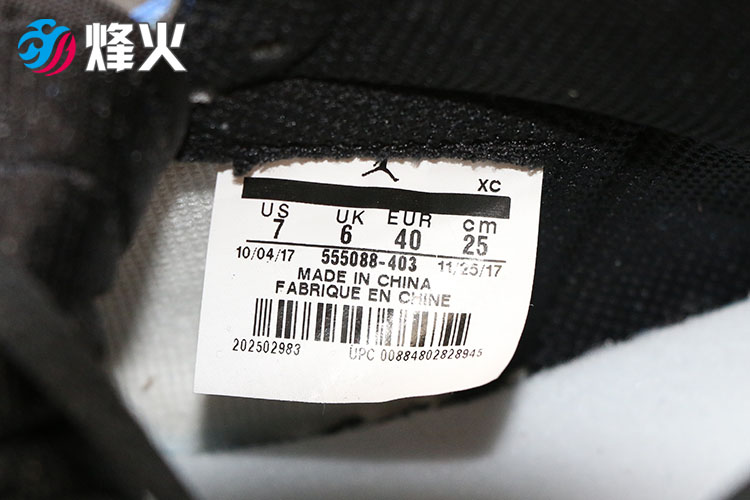 烽火
XC
US UK EUR cm
7 6 40 25
10/04/17 555088-403 11/25/17
MADE IN CHINA
FABRIQUE EN CHINE
202502983 UPC 00884802828945